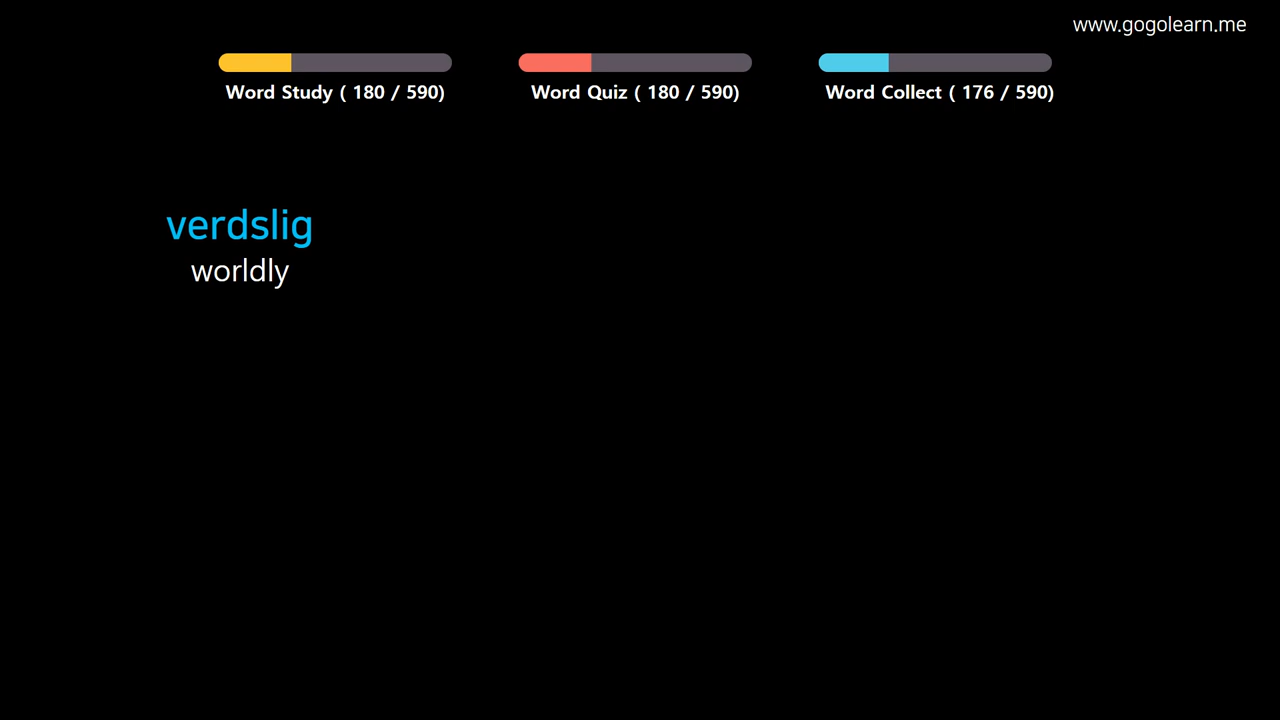 www.gogolearn.me
Word Study ( 180 / 590)
Word Quiz ( 180 / 590)
Word Collect ( 176 / 590)
verdslig
worldly